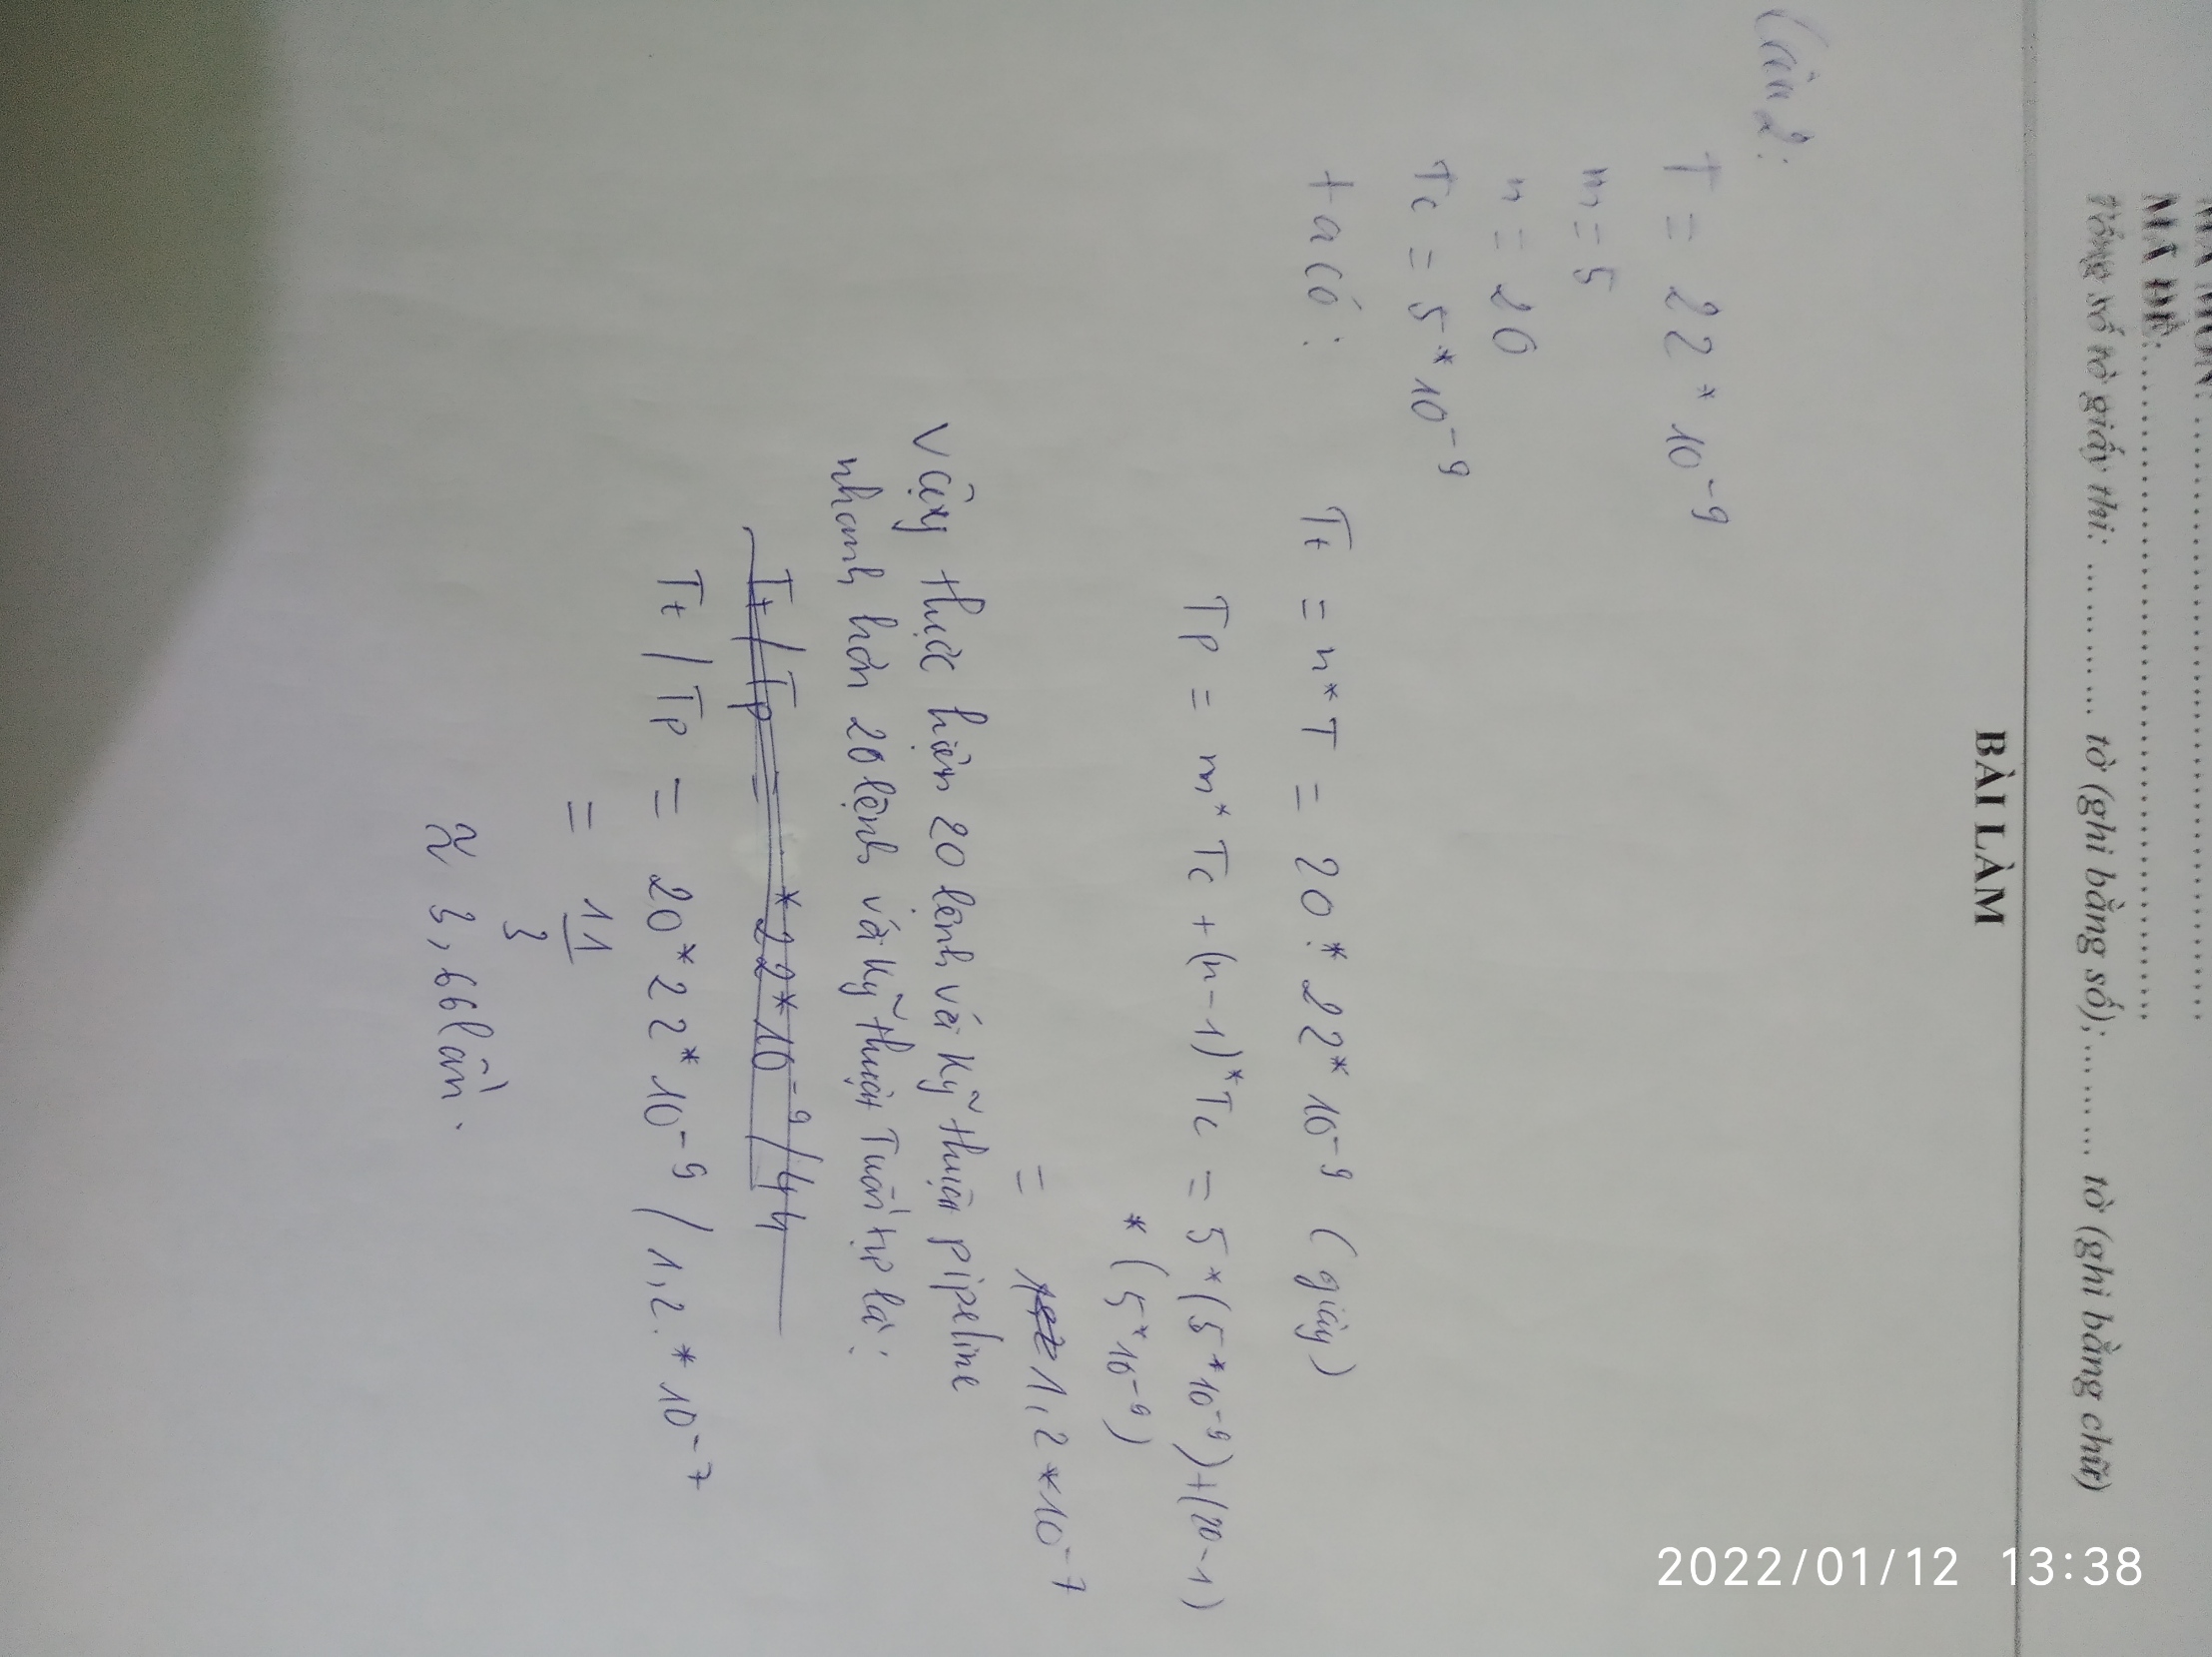 MÃ MÔN: ......................................................
MÃ ĐỀ:......................................................
Tổng số tờ giấy thi: ............ tờ (ghi bằng số);......... tờ (ghi bằng chữ)
BÀI LÀM
2022/01/12 13:38
Câu 2:
T = 22 * 10⁻⁹
m = 5
n = 20
Tc = 5 * 10⁻⁹
ta có: Tt = n * T = 20 * 22 * 10⁻⁹ (giây)
Tp = m * Tc + (n-1) * Tc = 5 * (5 * 10⁻⁹) + (20-1)
* (5 * 10⁻⁹)
= 1,2 * 10⁻⁷
Vậy thực hiện 20 lệnh với kỹ thuật pipeline
nhanh hơn 20 lệnh với kỹ thuật Tuần tự là:
Tt / Tp = * 22 * 10⁻⁹ / 44
Tt / Tp = 20 * 22 * 10⁻⁹ / 1,2 * 10⁻⁷
= 11/3
≈ 3,66 lần.